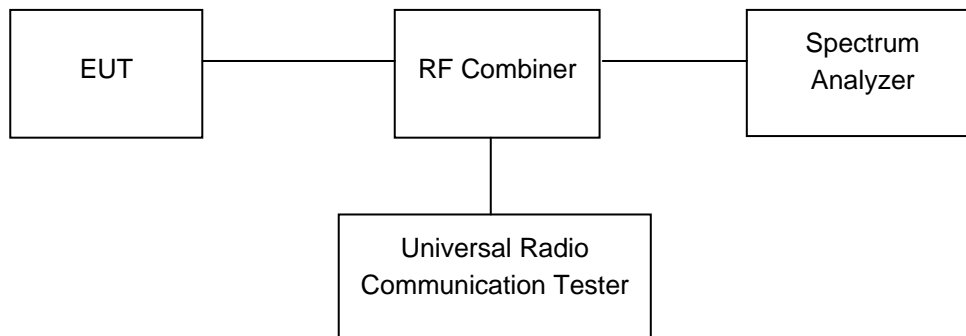 EUT
RF Combiner
Spectrum
Analyzer
Universal Radio
Communication Tester